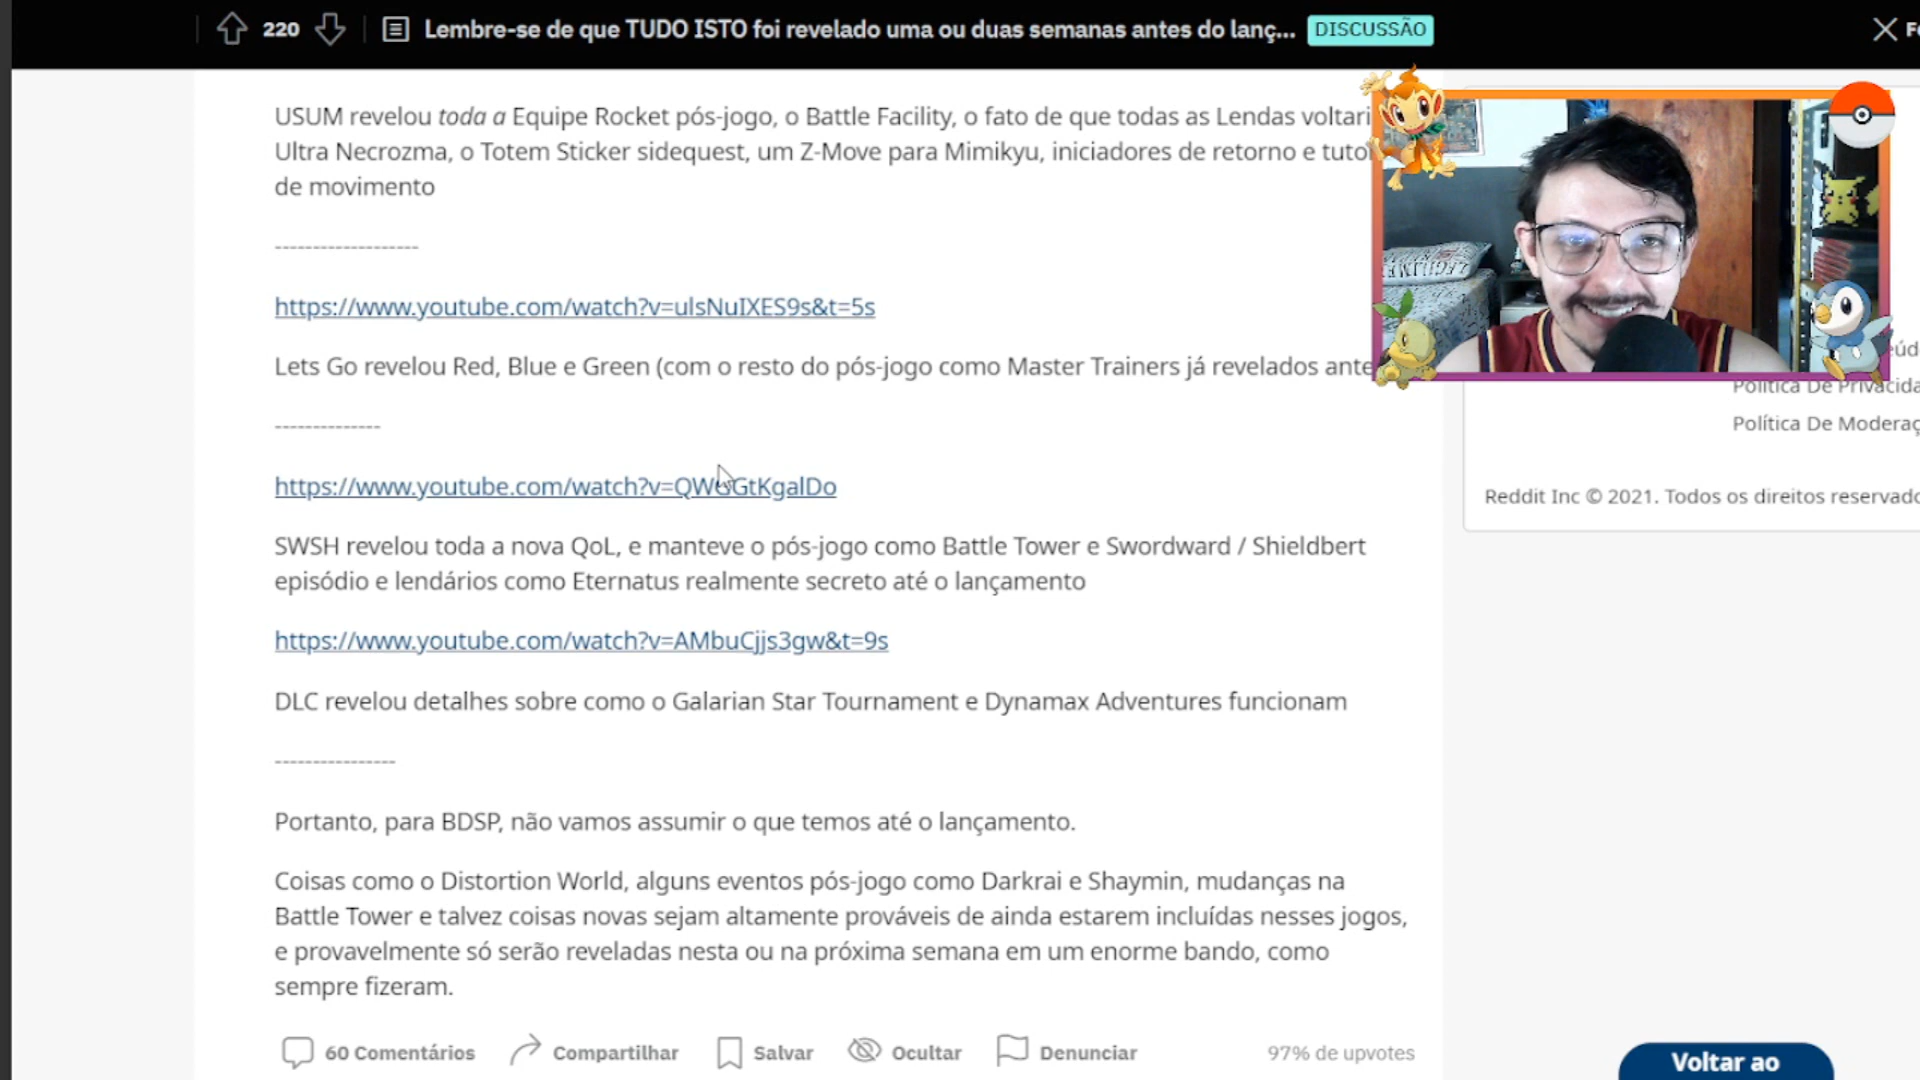 220
Lembre-se de que TUDO ISTO foi revelado uma ou duas semanas antes do lanç...
DISCUSSÃO
USUM revelou toda a Equipe Rocket pós-jogo, o Battle Facility, o fato de que todas as Lendas voltari
Ultra Necrozma, o Totem Sticker sidequest, um Z-Move para Mimikyu, iniciadores de retorno e tuto
de movimento
-------------------
https://www.youtube.com/watch?v=ulsNuIXES9s&t=5s
Lets Go revelou Red, Blue e Green (com o resto do pós-jogo como Master Trainers já revelados ante
--------------
https://www.youtube.com/watch?v=QWGGtKgalDo
SWSH revelou toda a nova QoL, e manteve o pós-jogo como Battle Tower e Swordward / Shieldbert
episódio e lendários como Eternatus realmente secreto até o lançamento
https://www.youtube.com/watch?v=AMbuCjjs3gw&t=9s
DLC revelou detalhes sobre como o Galarian Star Tournament e Dynamax Adventures funcionam
----------------
Portanto, para BDSP, não vamos assumir o que temos até o lançamento.
Coisas como o Distortion World, alguns eventos pós-jogo como Darkrai e Shaymin, mudanças na
Battle Tower e talvez coisas novas sejam altamente prováveis de ainda estarem incluídas nesses jogos,
e provavelmente só serão reveladas nesta ou na próxima semana em um enorme bando, como
sempre fizeram.
60 Comentários
Compartilhar
Salvar
Ocultar
Denunciar
97% de upvotes
Política De Privacida
Política De Moderaç
Reddit Inc © 2021. Todos os direitos reservado
Voltar ao